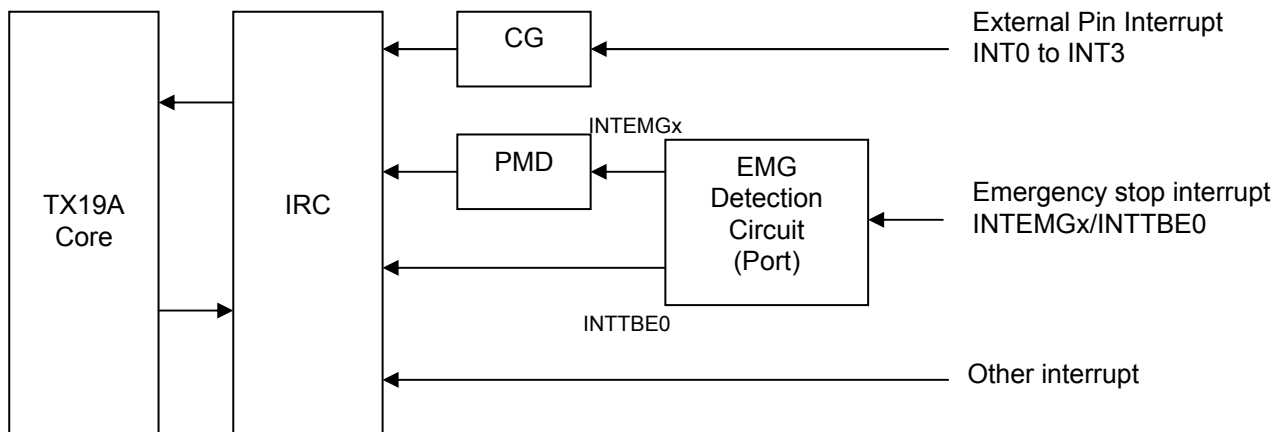 CG
External Pin Interrupt
INT0 to INT3
INTEMGx
PMD
EMG
Detection
Circuit
(Port)
TX19A
Core
IRC
Emergency stop interrupt
INTEMGx/INTTBE0
INTTBE0
Other interrupt